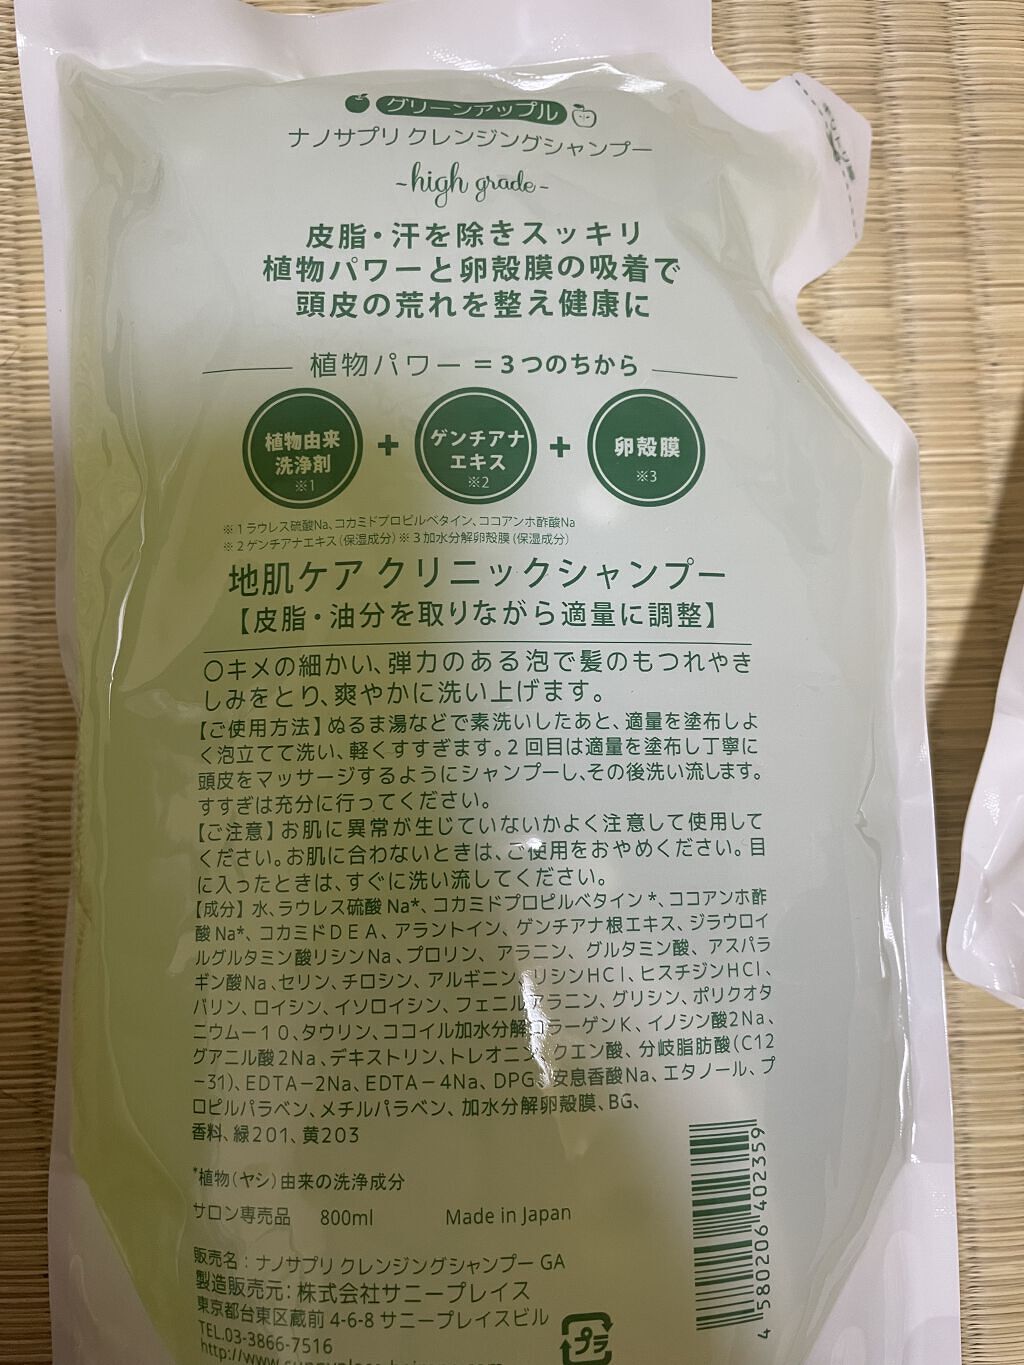 グリーンアップル
ナノサプリ クレンジングシャンプー
-high grade-
皮脂・汗を除きスッキリ
植物パワーと卵殻膜の吸着で
頭皮の荒れを整え健康に
植物パワー＝3つのちから
植物由来
洗浄剤
※1
+
ゲンチアナ
エキス
※2
+
卵殻膜
※3
※1ラウレス硫酸Na、コカミドプロピルベタイン、ココアンホ酢酸Na
※2ゲンチアナエキス(保湿成分)※3加水分解卵殻膜(保湿成分)
地肌ケア クリニックシャンプー
【皮脂・油分を取りながら適量に調整】
〇キメの細かい、弾力のある泡で髪のもつれやき
しみをとり、爽やかに洗い上げます。
【ご使用方法】ぬるま湯などで素洗いしたあと、適量を塗布しよ
く泡立てて洗い、軽くすすぎます。2回目は適量を塗布し丁寧に
頭皮をマッサージするようにシャンプーし、その後洗い流します。
すすぎは充分に行ってください。
【ご注意】お肌に異常が生じていないかよく注意して使用して
ください。お肌に合わないときは、ご使用をおやめください。目
に入ったときは、すぐに洗い流してください。
【成分】水、ラウレス硫酸Na*、コカミドプロピルベタイン*、ココアンホ酢
酸Na*、コカミドDEA、アラントイン、ゲンチアナ根エキス、ジラウロイ
ルグルタミン酸リシンNa、プロリン、アラニン、グルタミン酸、アスパラ
ギン酸Na、セリン、チロシン、アルギニン、リシンHCl、ヒスチジンHCl、
バリン、ロイシン、イソロイシン、フェニルアラニン、グリシン、ポリクオタ
ニウム−10、タウリン、ココイル加水分解コラーゲンK、イノシン酸2Na、
グアニル酸2Na、デキストリン、トレオニン、クエン酸、分岐脂肪酸(C12
−31)、EDTA−2Na、EDTA−4Na、DPG、安息香酸Na、エタノール、プ
ロピルパラベン、メチルパラベン、加水分解卵殻膜、BG、
香料、緑201、黄203
*植物(ヤシ)由来の洗浄成分
サロン専売品 800ml Made in Japan
販売名：ナノサプリ クレンジングシャンプー GA
製造販売元：株式会社サニープレイス
東京都台東区蔵前 4-6-8 サニープレイスビル
TEL.03-3866-7516
http://www.
プラ
4 580206 402359